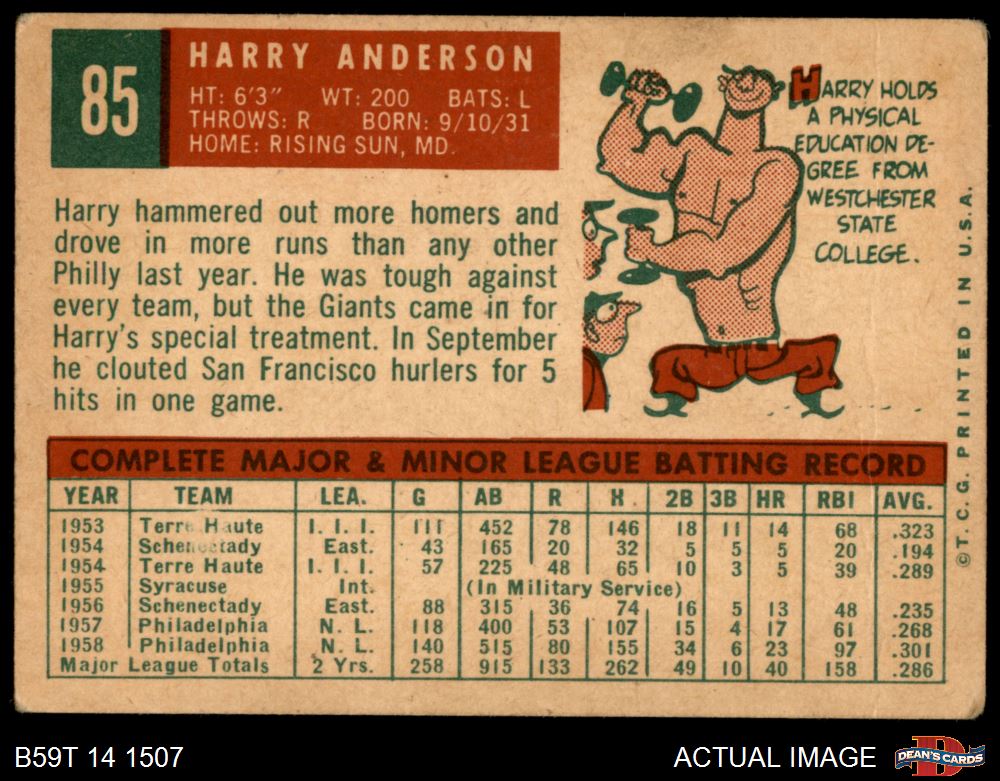 85
HARRY ANDERSON
HT: 6'3" WT: 200 BATS: L
THROWS: R BORN: 9/10/31
HOME: RISING SUN, MD.
Harry hammered out more homers and
drove in more runs than any other
Philly last year. He was tough against
every team, but the Giants came in for
Harry's special treatment. In September
he clouted San Francisco hurlers for 5
hits in one game.
HARRY HOLDS
A PHYSICAL
EDUCATION DE-
GREE FROM
WESTCHESTER
STATE
COLLEGE.
© T. C. G. PRINTED IN U.S.A.
COMPLETE MAJOR & MINOR LEAGUE BATTING RECORD
YEAR TEAM LEA. G AB R H 2B 3B HR RBI AVG.
1953 Terre Haute I. I. I. 111 452 78 146 18 11 14 68 .323
1954 Schenectady East. 43 165 20 32 5 5 5 20 .194
1954 Terre Haute I. I. I. 57 225 48 65 10 3 5 39 .289
1955 Syracuse Int. (In Military Service)
1956 Schenectady East. 88 315 36 74 16 5 13 48 .235
1957 Philadelphia N. L. 118 400 53 107 15 4 17 61 .268
1958 Philadelphia N. L. 140 515 80 155 34 6 23 97 .301
Major League Totals 2 Yrs. 258 915 133 262 49 10 40 158 .286
B59T 14 1507
ACTUAL IMAGE
D
DEAN'S CARDS